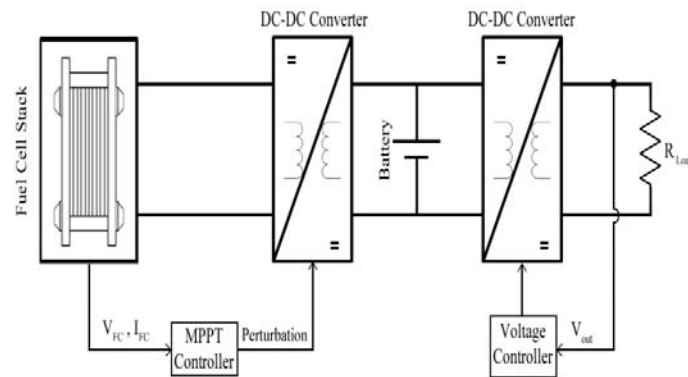 DC-DC Converter
DC-DC Converter
Fuel Cell Stack
Battery
V_FC , I_FC
MPPT
Controller
Perturbation
Voltage
Controller
V_out